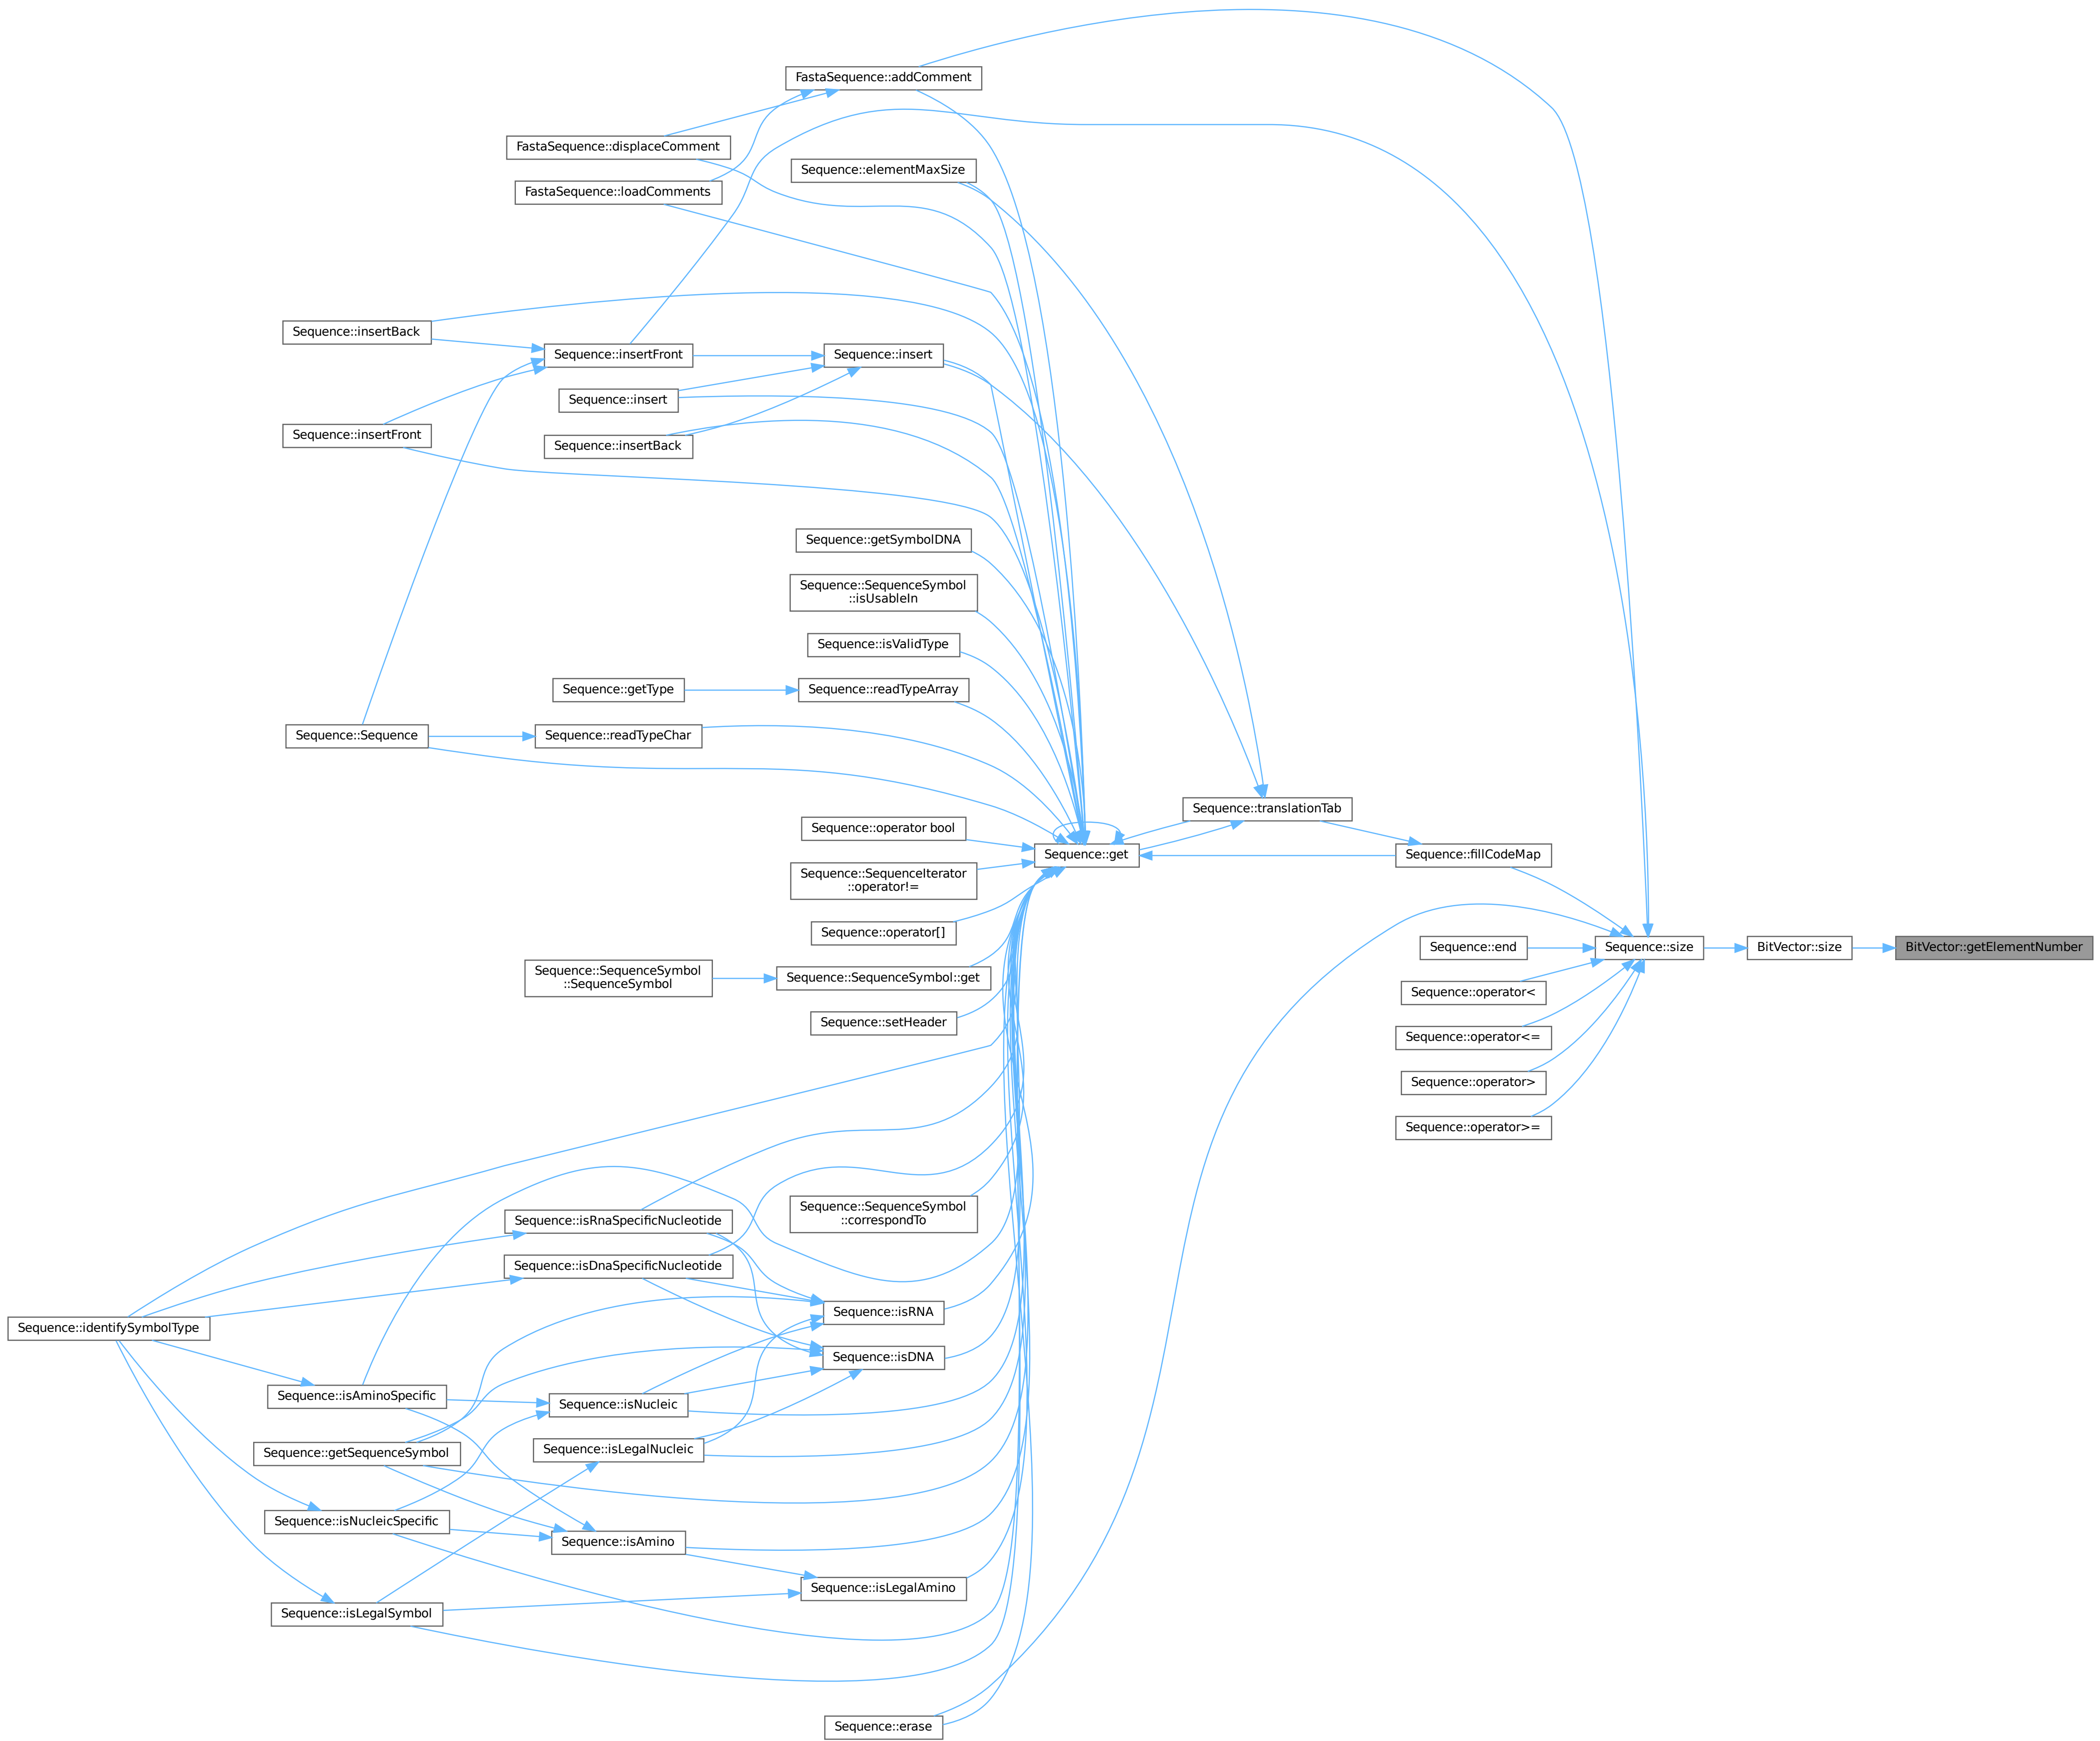 FastaSequence::addComment
FastaSequence::displaceComment
Sequence::elementMaxSize
FastaSequence::loadComments
Sequence::insertBack
Sequence::insertFront
Sequence::insert
Sequence::insert
Sequence::insertFront
Sequence::insertBack
Sequence::getSymbolDNA
Sequence::SequenceSymbol
::isUsableIn
Sequence::isValidType
Sequence::getType
Sequence::readTypeArray
Sequence::Sequence
Sequence::readTypeChar
Sequence::translationTab
Sequence::operator bool
Sequence::get
Sequence::fillCodeMap
Sequence::SequenceIterator
::operator!=
Sequence::operator[]
Sequence::end
Sequence::size
BitVector::size
BitVector::getElementNumber
Sequence::SequenceSymbol
::SequenceSymbol
Sequence::SequenceSymbol::get
Sequence::operator<
Sequence::setHeader
Sequence::operator<=
Sequence::operator>
Sequence::operator>=
Sequence::SequenceSymbol
::correspondTo
Sequence::isRnaSpecificNucleotide
Sequence::isDnaSpecificNucleotide
Sequence::isRNA
Sequence::identifySymbolType
Sequence::isDNA
Sequence::isAminoSpecific
Sequence::isNucleic
Sequence::getSequenceSymbol
Sequence::isLegalNucleic
Sequence::isNucleicSpecific
Sequence::isAmino
Sequence::isLegalAmino
Sequence::isLegalSymbol
Sequence::erase